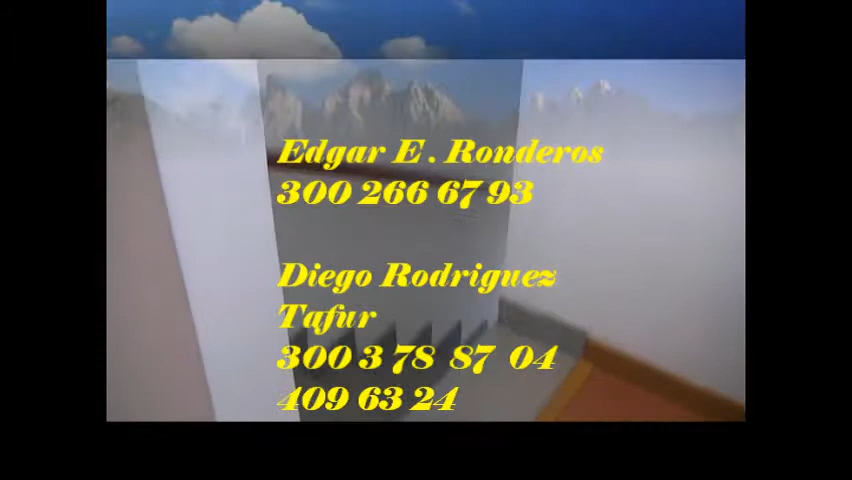 Edgar E . Ronderos
300 266 67 93
Diego Rodriguez
Tafur
300 3 78 87 04
409 63 24